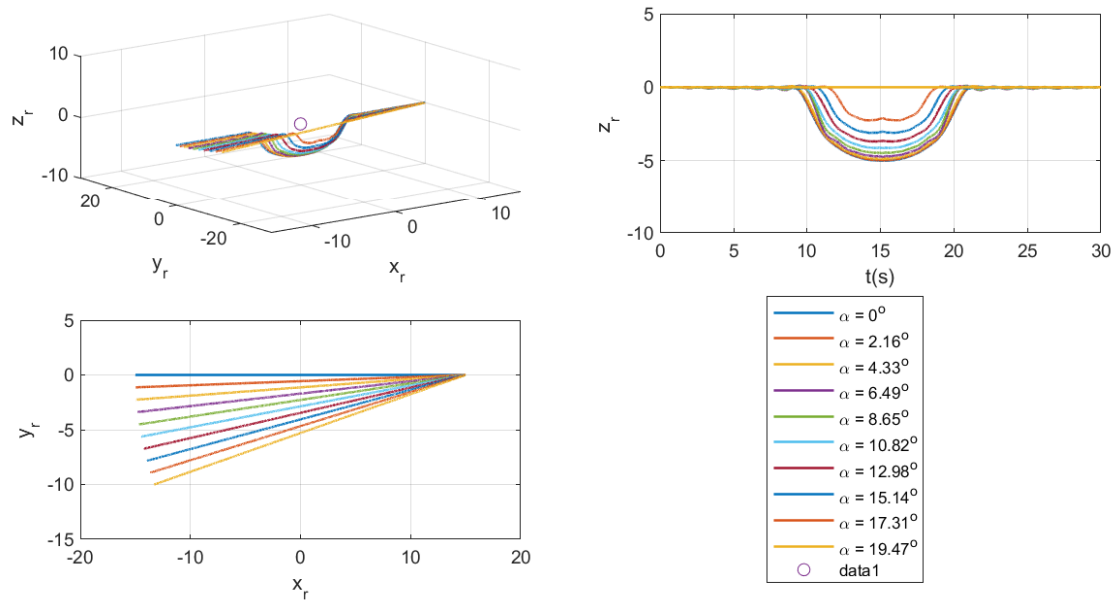 10
0
-10
z_r
20
0
-20
y_r
-10
0
10
x_r
5
0
-5
-10
z_r
0 5 10 15 20 25 30
t(s)
5
0
-5
-10
-15
y_r
-20 -10 0 10 20
x_r
α = 0°
α = 2.16°
α = 4.33°
α = 6.49°
α = 8.65°
α = 10.82°
α = 12.98°
α = 15.14°
α = 17.31°
α = 19.47°
data1